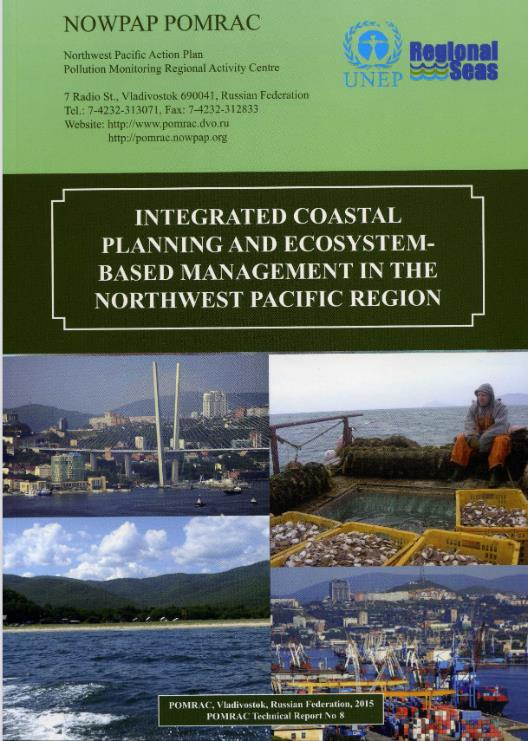 NOWPAP POMRAC
Northwest Pacific Action Plan
Pollution Monitoring Regional Activity Centre
7 Radio St., Vladivostok 690041, Russian Federation
Tel.: 7-4232-313071, Fax: 7-4232-312833
Website: http://www.pomrac.dvo.ru
http://pomrac.nowpap.org
UNEP
Regional
Seas
INTEGRATED COASTAL
PLANNING AND ECOSYSTEM-
BASED MANAGEMENT IN THE
NORTHWEST PACIFIC REGION
POMRAC, Vladivostok, Russian Federation, 2015
POMRAC Technical Report No 8